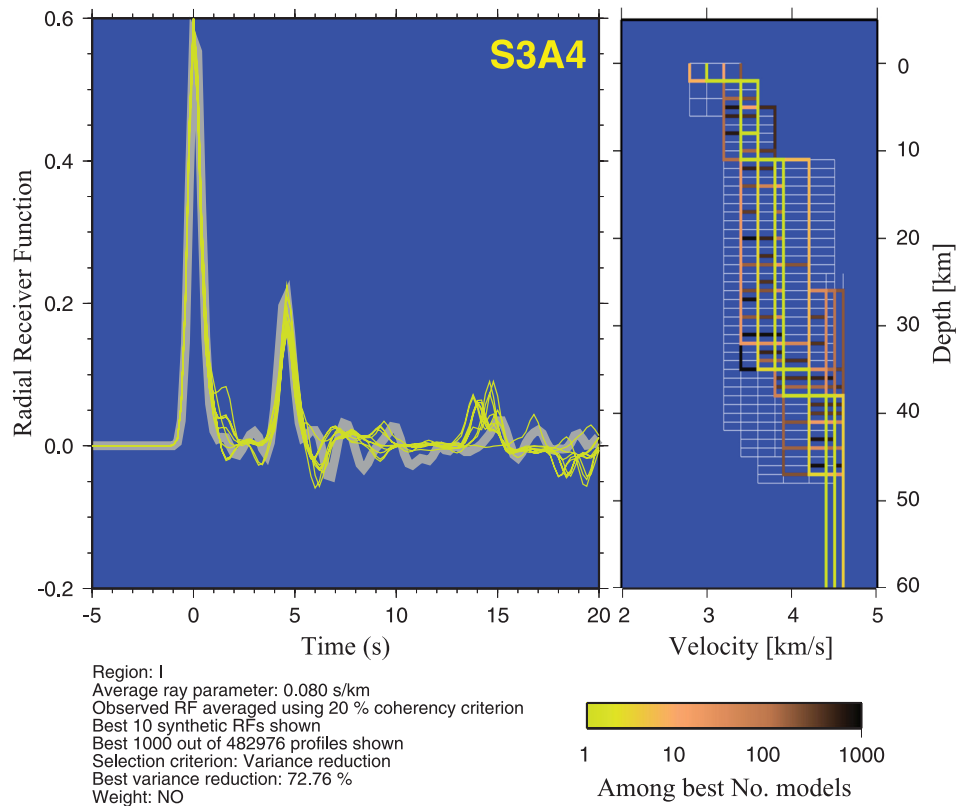 S3A4
Radial Receiver Function
0.6
0.4
0.2
0.0
-0.2
-5
0
5
10
15
20
Time (s)
0
10
20
30
40
50
60
Depth [km]
2
3
4
5
Velocity [km/s]
Region: I
Average ray parameter: 0.080 s/km
Observed RF averaged using 20 % coherency criterion
Best 10 synthetic RFs shown
Best 1000 out of 482976 profiles shown
Selection criterion: Variance reduction
Best variance reduction: 72.76 %
Weight: NO
1
10
100
1000
Among best No. models